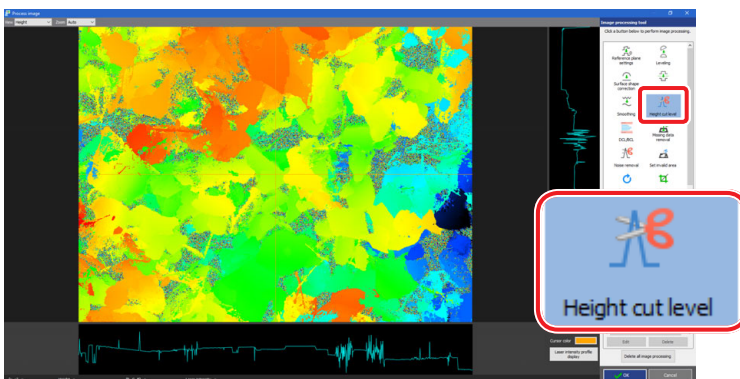 Process image
View Height Zoom Auto
Image processing tool
Click a button below to perform image processing.
Reference plane
settings
Leveling
Surface shape
correction
Smoothing
Height cut level
DCL/BCL
Missing data
removal
Noise removal
Set invalid area
Height cut level
Edit
Delete
Cursor color
Laser intensity profile
display
Delete all image
processing
OK
Cancel